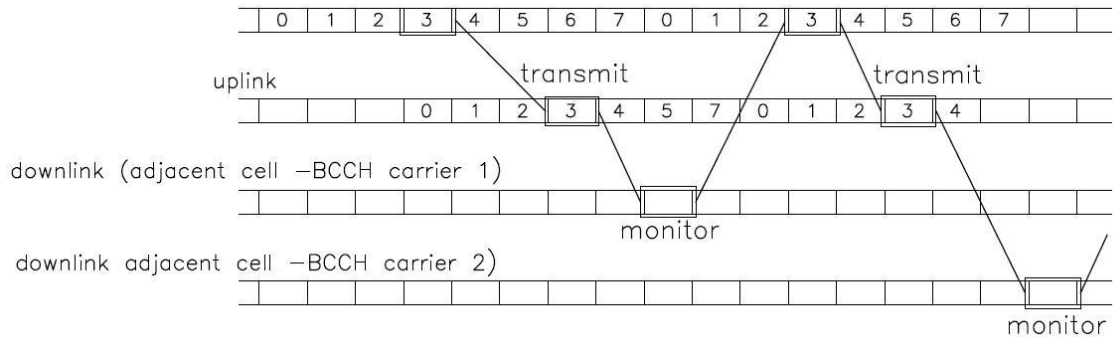 0 1 2 3 4 5 6 7 0 1 2 3 4 5 6 7
transmit transmit
uplink
0 1 2 3 4 5 7 0 1 2 3 4
downlink (adjacent cell –BCCH carrier 1)
monitor
downlink adjacent cell –BCCH carrier 2)
monitor